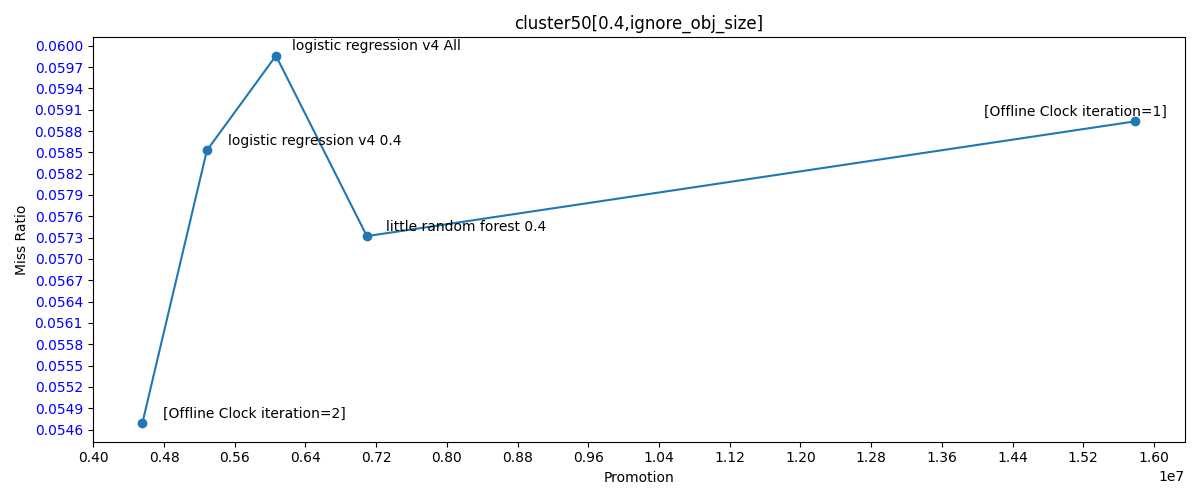 cluster50[0.4,ignore_obj_size]
0.0600
0.0597
0.0594
0.0591
0.0588
0.0585
0.0582
0.0579
0.0576
0.0573
0.0570
0.0567
0.0564
0.0561
0.0558
0.0555
0.0552
0.0549
0.0546
Miss Ratio
logistic regression v4 All
[Offline Clock iteration=1]
logistic regression v4 0.4
little random forest 0.4
[Offline Clock iteration=2]
0.40 0.48 0.56 0.64 0.72 0.80 0.88 0.96 1.04 1.12 1.20 1.28 1.36 1.44 1.52 1.60
1e7
Promotion